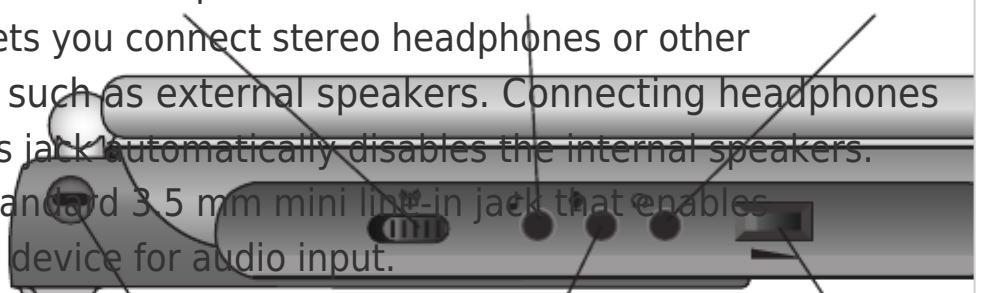 ets you connect stereo headphones or other
such as external speakers. Connecting headphones
s jack automatically disables the internal speakers.
andard 3.5 mm mini line-in jack that enables
device for audio input.